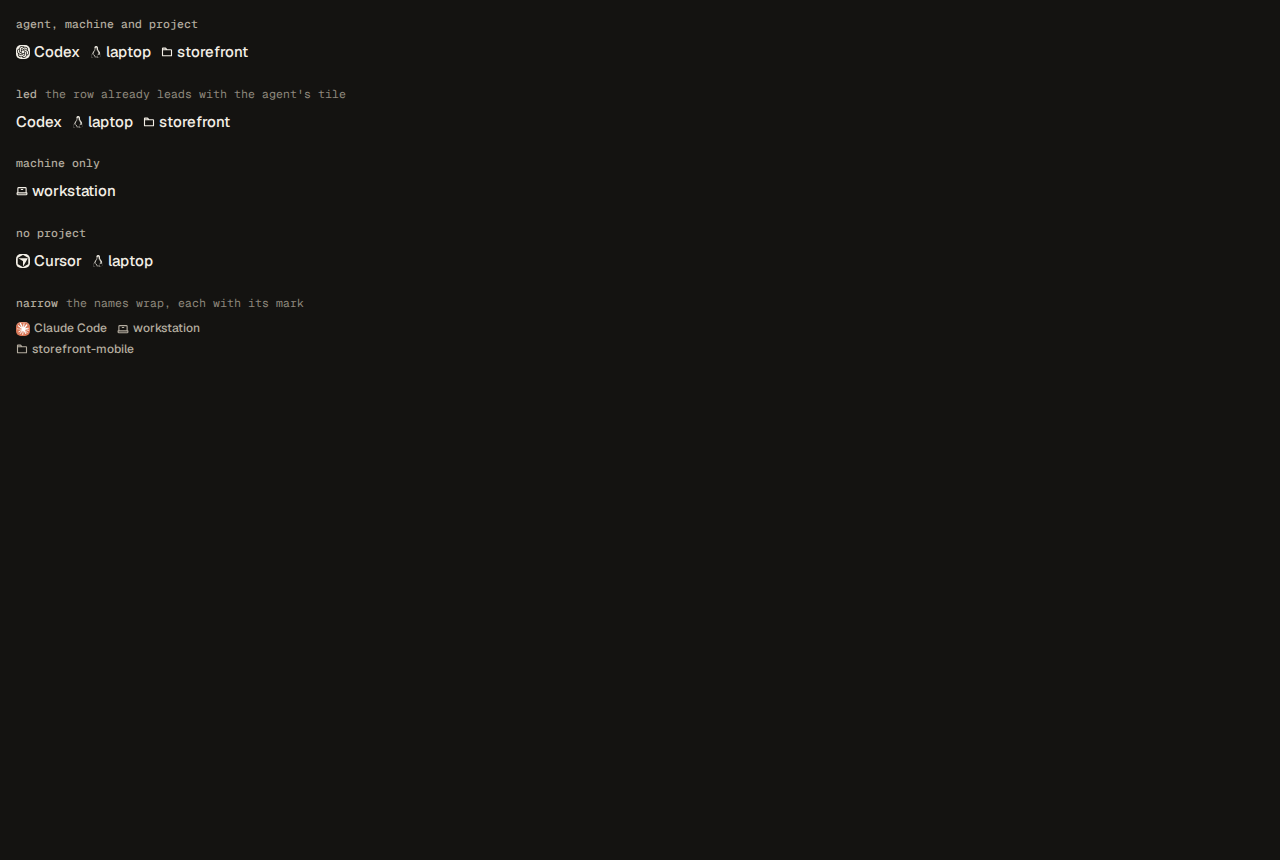 agent, machine and project
Codex laptop storefront
led the row already leads with the agent's tile
Codex laptop storefront
machine only
workstation
no project
Cursor laptop
narrow the names wrap, each with its mark
Claude Code workstation
storefront-mobile